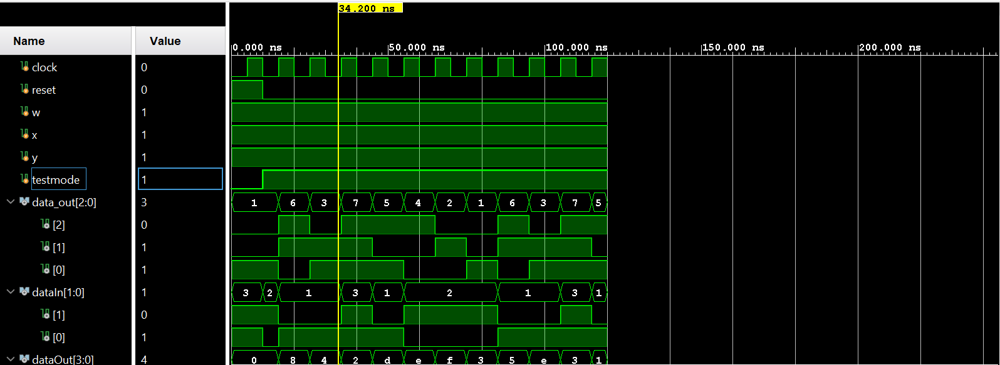 34.200 ns
Name Value
0.000 ns 50.000 ns 100.000 ns 150.000 ns 200.000 ns
clock 0
reset 0
w 1
x 1
y 1
testmode 1
data_out[2:0] 3 1 6 3 7 5 4 2 1 6 3 7 5
[2] 0
[1] 1
[0] 1
dataIn[1:0] 1 3 2 1 3 1 2 1 3 1
[1] 0
[0] 1
dataOut[3:0] 4 0 8 4 2 d e f 3 5 e 3 1